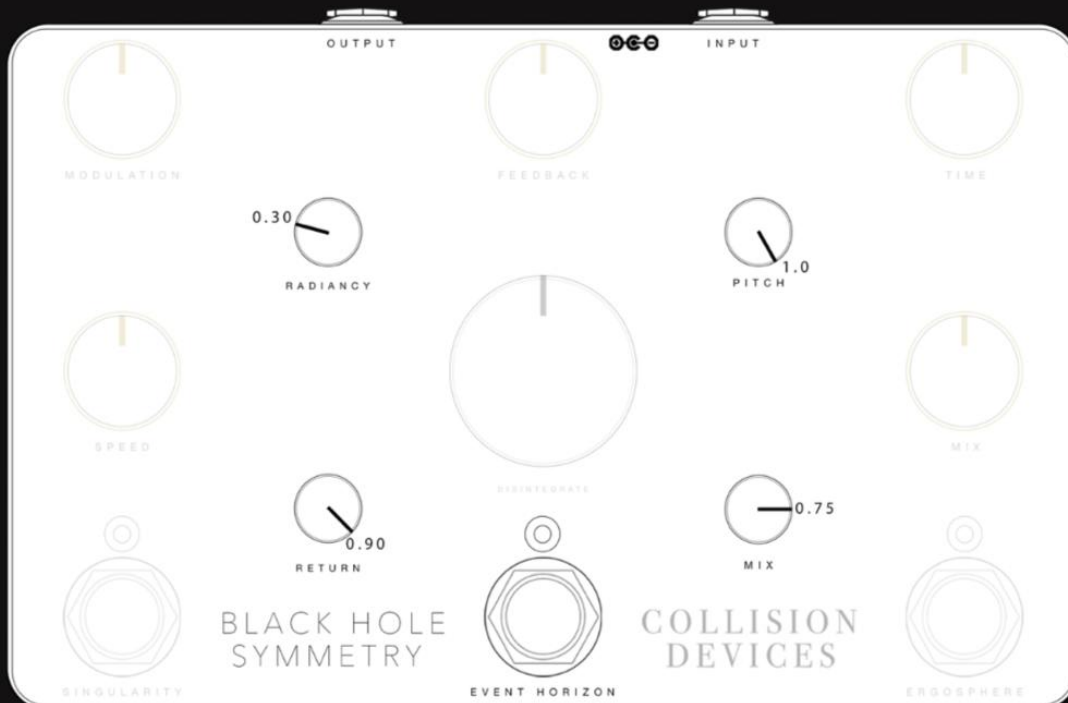 OUTPUT
INPUT
MODULATION
FEEDBACK
TIME
0.30
RADIANCY
1.0
PITCH
SPEED
MIX
DISINTEGRATE
0.90
RETURN
0.75
MIX
BLACK HOLE
SYMMETRY
COLLISION
DEVICES
SINGULARITY
EVENT HORIZON
ERGOSPHERE